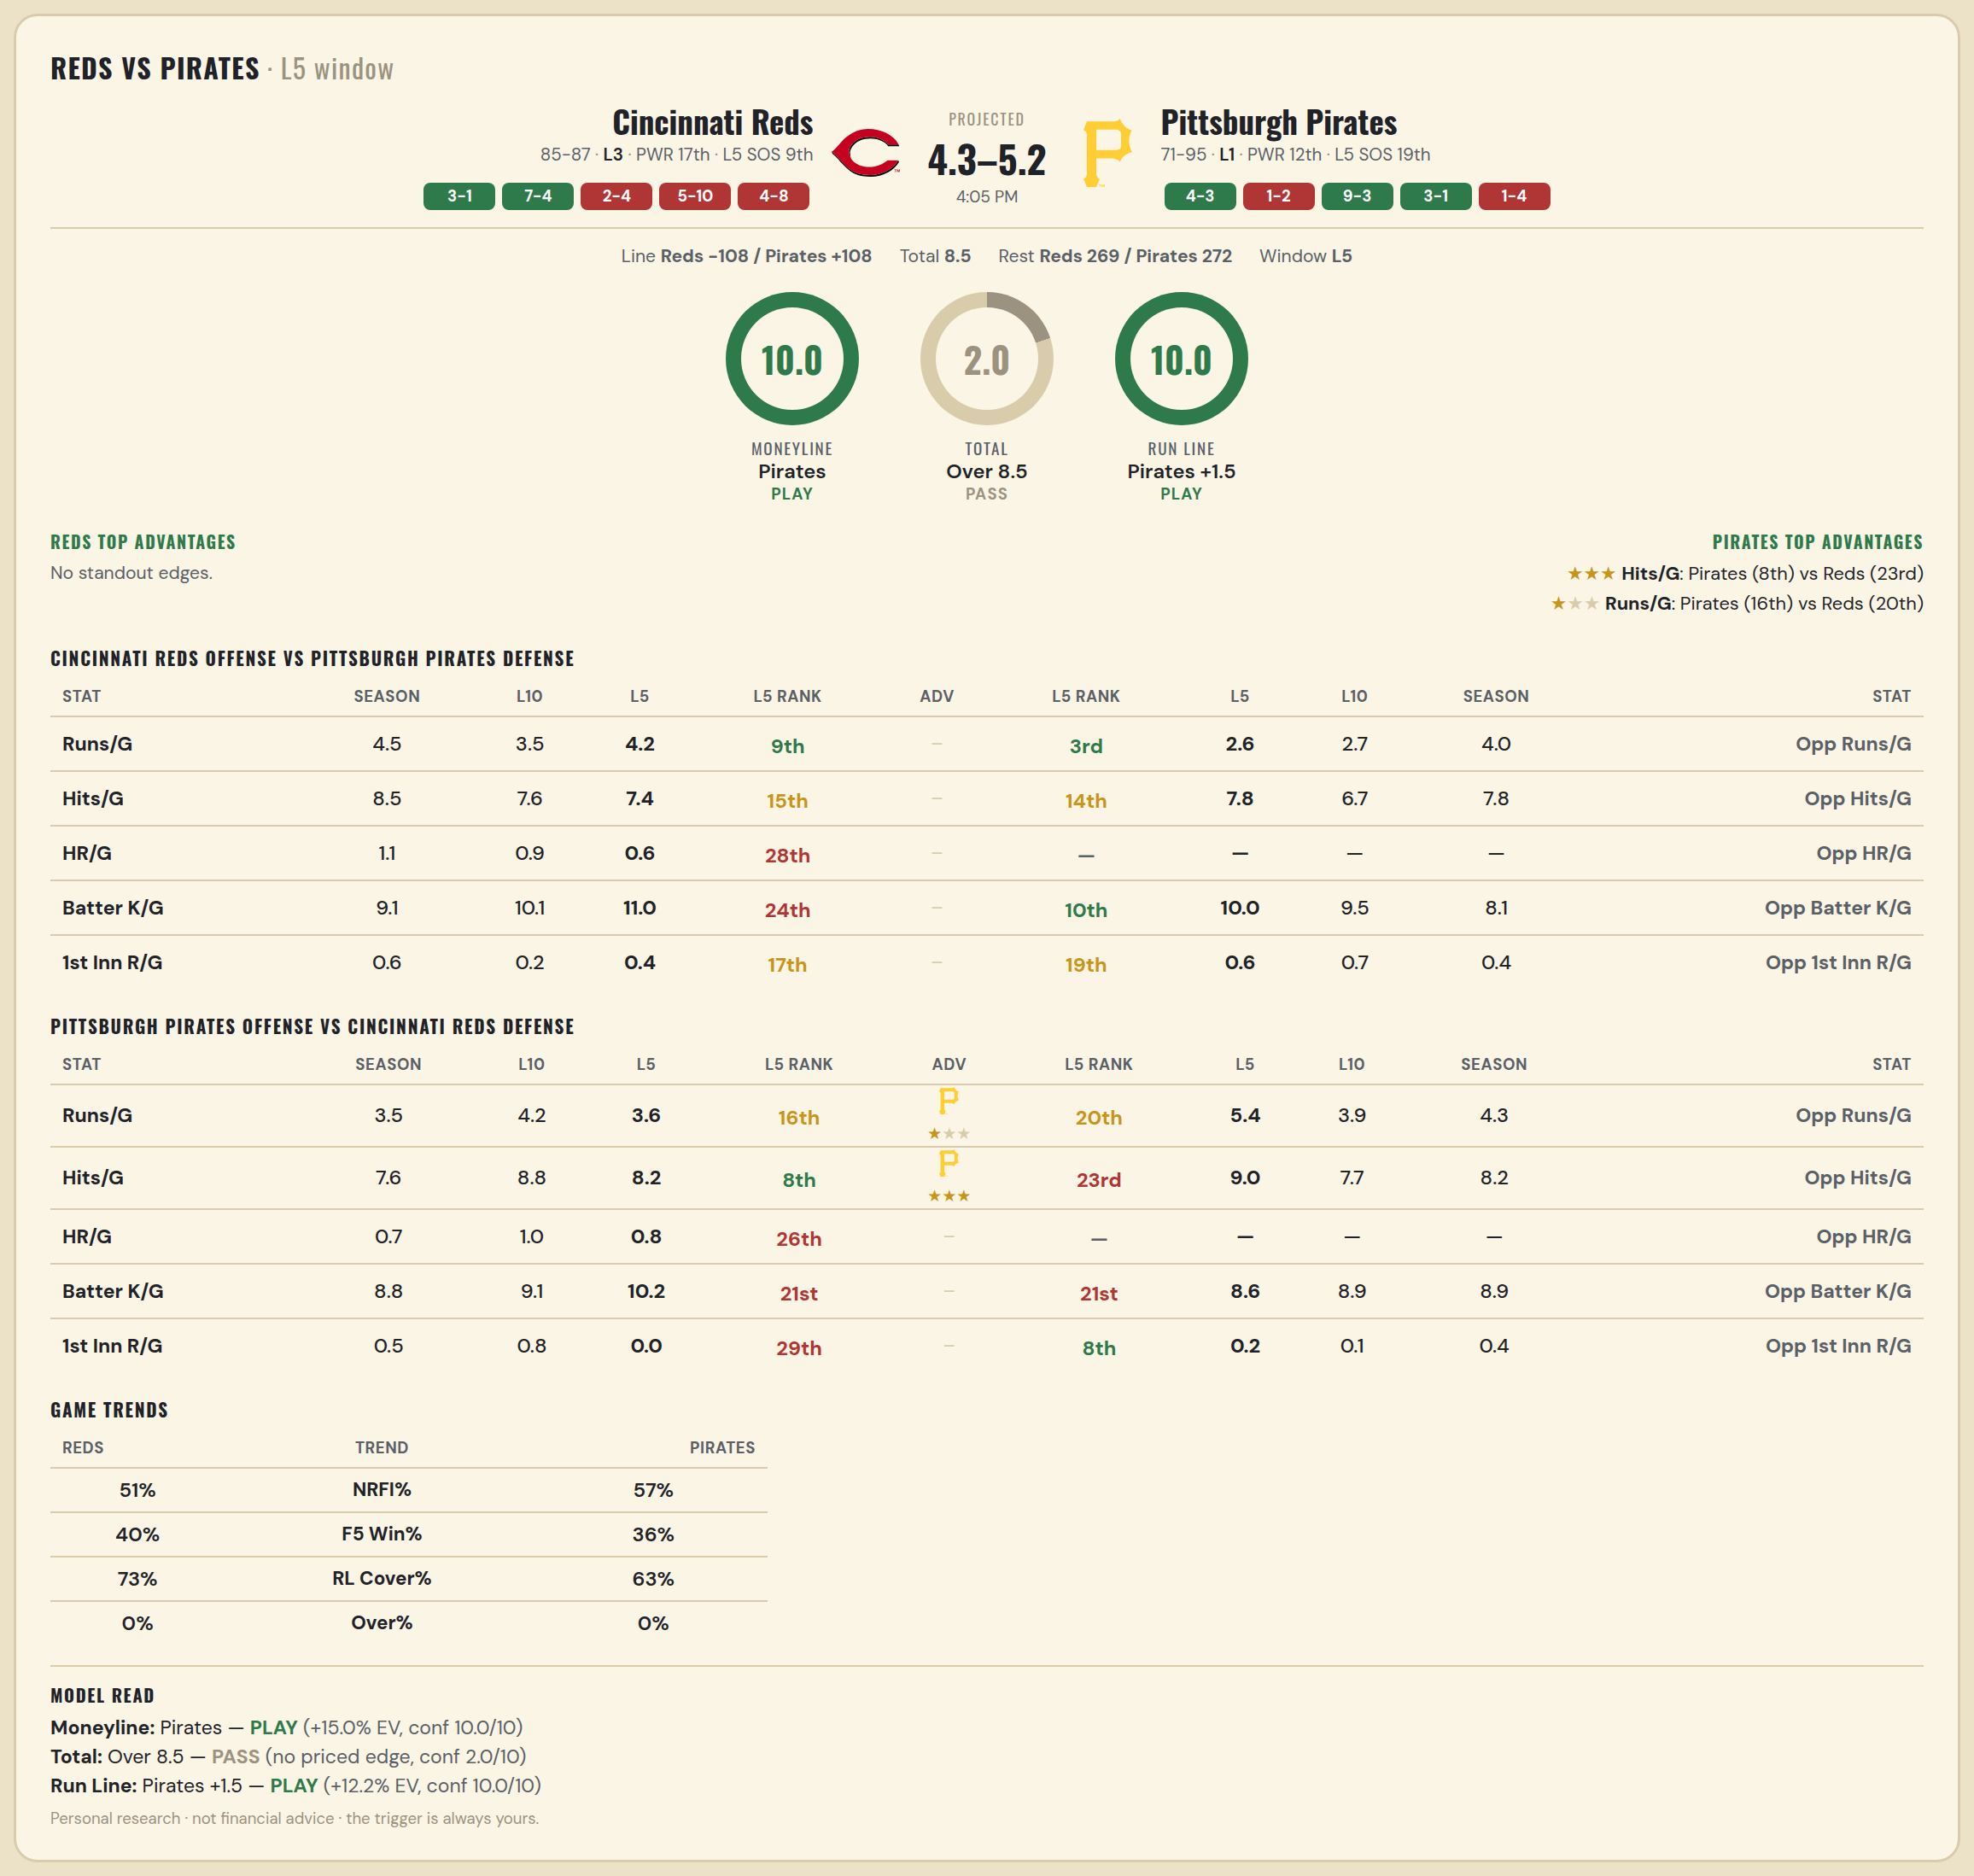 REDS VS PIRATES · L5 window
Cincinnati Reds
85-87 · L3 · PWR 17th · L5 SOS 9th
3-1 7-4 2-4 5-10 4-8
PROJECTED
4.3–5.2
4:05 PM
Pittsburgh Pirates
71-95 · L1 · PWR 12th · L5 SOS 19th
4-3 1-2 9-3 3-1 1-4
Line Reds -108 / Pirates +108 Total 8.5 Rest Reds 269 / Pirates 272 Window L5
10.0 2.0 10.0
MONEYLINE TOTAL RUN LINE
Pirates Over 8.5 Pirates +1.5
PLAY PASS PLAY
REDS TOP ADVANTAGES
No standout edges.
PIRATES TOP ADVANTAGES
★★★ Hits/G: Pirates (8th) vs Reds (23rd)
★★★ Runs/G: Pirates (16th) vs Reds (20th)
CINCINNATI REDS OFFENSE VS PITTSBURGH PIRATES DEFENSE
STAT SEASON L10 L5 L5 RANK ADV L5 RANK L5 L10 SEASON STAT
Runs/G 4.5 3.5 4.2 9th – 3rd 2.6 2.7 4.0 Opp Runs/G
Hits/G 8.5 7.6 7.4 15th – 14th 7.8 6.7 7.8 Opp Hits/G
HR/G 1.1 0.9 0.6 28th – — — — — Opp HR/G
Batter K/G 9.1 10.1 11.0 24th – 10th 10.0 9.5 8.1 Opp Batter K/G
1st Inn R/G 0.6 0.2 0.4 17th – 19th 0.6 0.7 0.4 Opp 1st Inn R/G
PITTSBURGH PIRATES OFFENSE VS CINCINNATI REDS DEFENSE
STAT SEASON L10 L5 L5 RANK ADV L5 RANK L5 L10 SEASON STAT
Runs/G 3.5 4.2 3.6 16th P ★★★ 20th 5.4 3.9 4.3 Opp Runs/G
Hits/G 7.6 8.8 8.2 8th P ★★★ 23rd 9.0 7.7 8.2 Opp Hits/G
HR/G 0.7 1.0 0.8 26th – — — — — Opp HR/G
Batter K/G 8.8 9.1 10.2 21st – 21st 8.6 8.9 8.9 Opp Batter K/G
1st Inn R/G 0.5 0.8 0.0 29th – 8th 0.2 0.1 0.4 Opp 1st Inn R/G
GAME TRENDS
REDS TREND PIRATES
51% NRFI% 57%
40% F5 Win% 36%
73% RL Cover% 63%
0% Over% 0%
MODEL READ
Moneyline: Pirates — PLAY (+15.0% EV, conf 10.0/10)
Total: Over 8.5 — PASS (no priced edge, conf 2.0/10)
Run Line: Pirates +1.5 — PLAY (+12.2% EV, conf 10.0/10)
Personal research · not financial advice · the trigger is always yours.